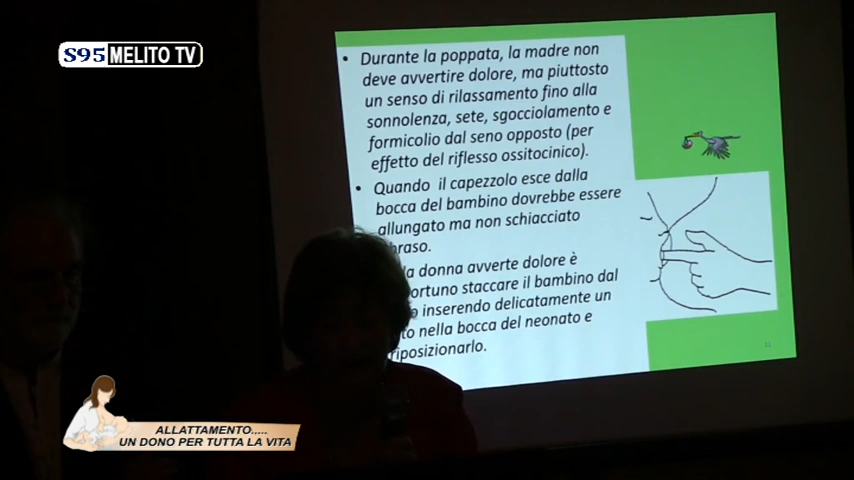 S95 MELITO TV
• Durante la poppata, la madre non
deve avvertire dolore, ma piuttosto
un senso di rilassamento fino alla
sonnolenza, sete, sgocciolamento e
formicolio dal seno opposto (per
effetto del riflesso ossitocinico).
• Quando il capezzolo esce dalla
bocca del bambino dovrebbe essere
allungato ma non schiacciato
braso.
la donna avverte dolore è
portuno staccare il bambino dal
o inserendo delicatamente un
to nella bocca del neonato e
riposizionarlo.
ALLATTAMENTO.....
UN DONO PER TUTTA LA VITA